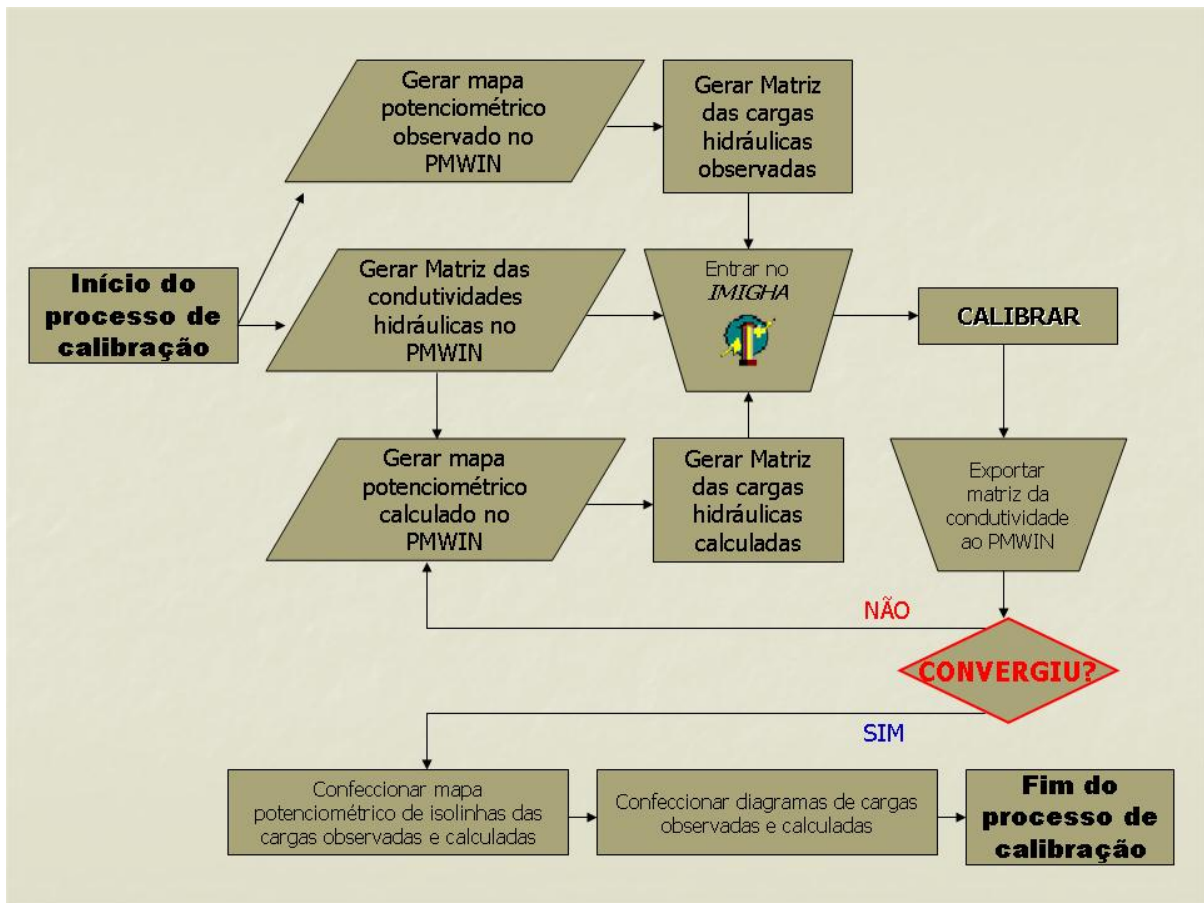 Gerar mapa
potenciométrico
observado no
PMWIN
Gerar Matriz
das cargas
hidráulicas
observadas
Início do
processo de
calibração
Gerar Matriz das
condutividades
hidráulicas no
PMWIN
Entrar no
IMIGHA
CALIBRAR
Gerar mapa
potenciométrico
calculado no
PMWIN
Gerar Matriz
das cargas
hidráulicas
calculadas
Exportar
matriz da
condutividade
ao PMWIN
NÃO
CONVERGIU?
SIM
Confeccionar mapa
potenciométrico de isolinhas das
cargas observadas e calculadas
Confeccionar diagramas de cargas
observadas e calculadas
Fim do
processo de
calibração